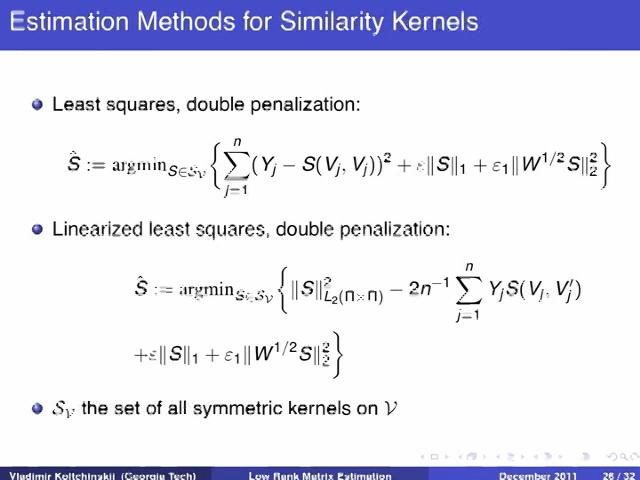 Estimation Methods for Similarity Kernels
Least squares, double penalization:
Ŝ := argmin_{S∈𝒮_𝒱} { ∑_{j=1}^{n} (Y_j − S(V_j, V_j))² + ε‖S‖₁ + ε₁‖W^{1/2}S‖₂² }
Linearized least squares, double penalization:
Ŝ := argmin_{S∈𝒮_𝒱} { ‖S‖²_{L₂(Π×Π)} − 2n^{−1} ∑_{j=1}^{n} Y_jS(V_j, V′_j)
+ε‖S‖₁ + ε₁‖W^{1/2}S‖₂² }
𝒮_𝒱 the set of all symmetric kernels on 𝒱
Vladimir Koltchinskii (Georgia Tech) Low Rank Matrix Estimation December 2011 26 / 32